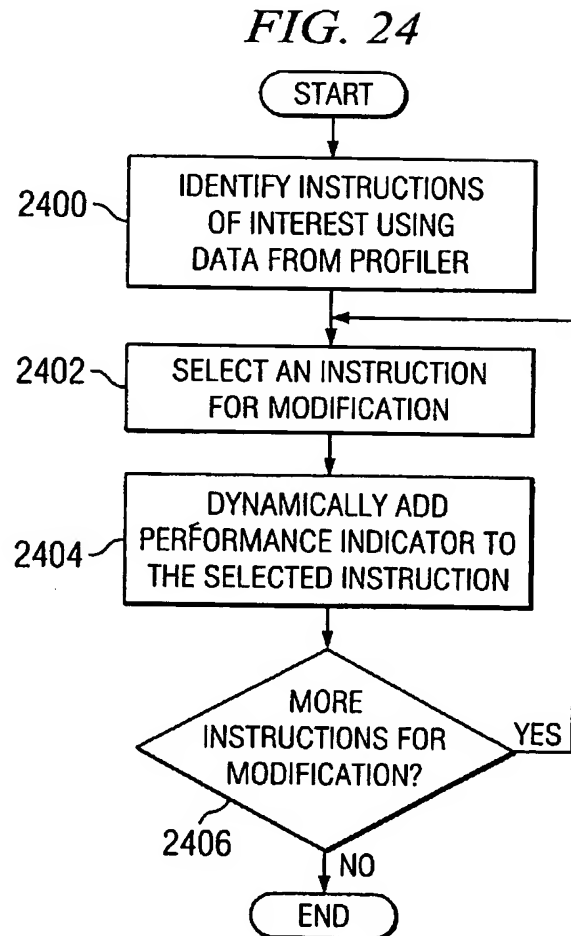 FIG. 24
START
2400
IDENTIFY INSTRUCTIONS
OF INTEREST USING
DATA FROM PROFILER
2402
SELECT AN INSTRUCTION
FOR MODIFICATION
2404
DYNAMICALLY ADD
PERFORMANCE INDICATOR TO
THE SELECTED INSTRUCTION
MORE
INSTRUCTIONS FOR
MODIFICATION?
YES
2406
NO
END